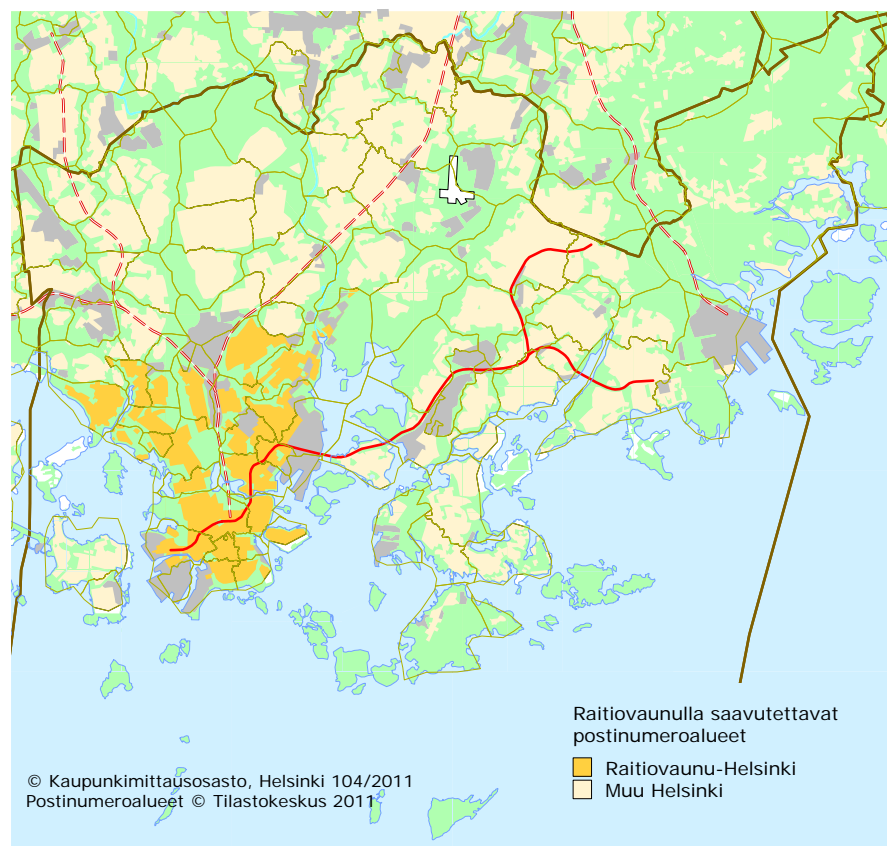 Raitiovaunulla saavutettavat
postinumeroalueet
Raitiovaunu-Helsinki
Muu Helsinki
© Kaupunkimittausosasto, Helsinki 104/2011
Postinumeroalueet © Tilastokeskus 2011